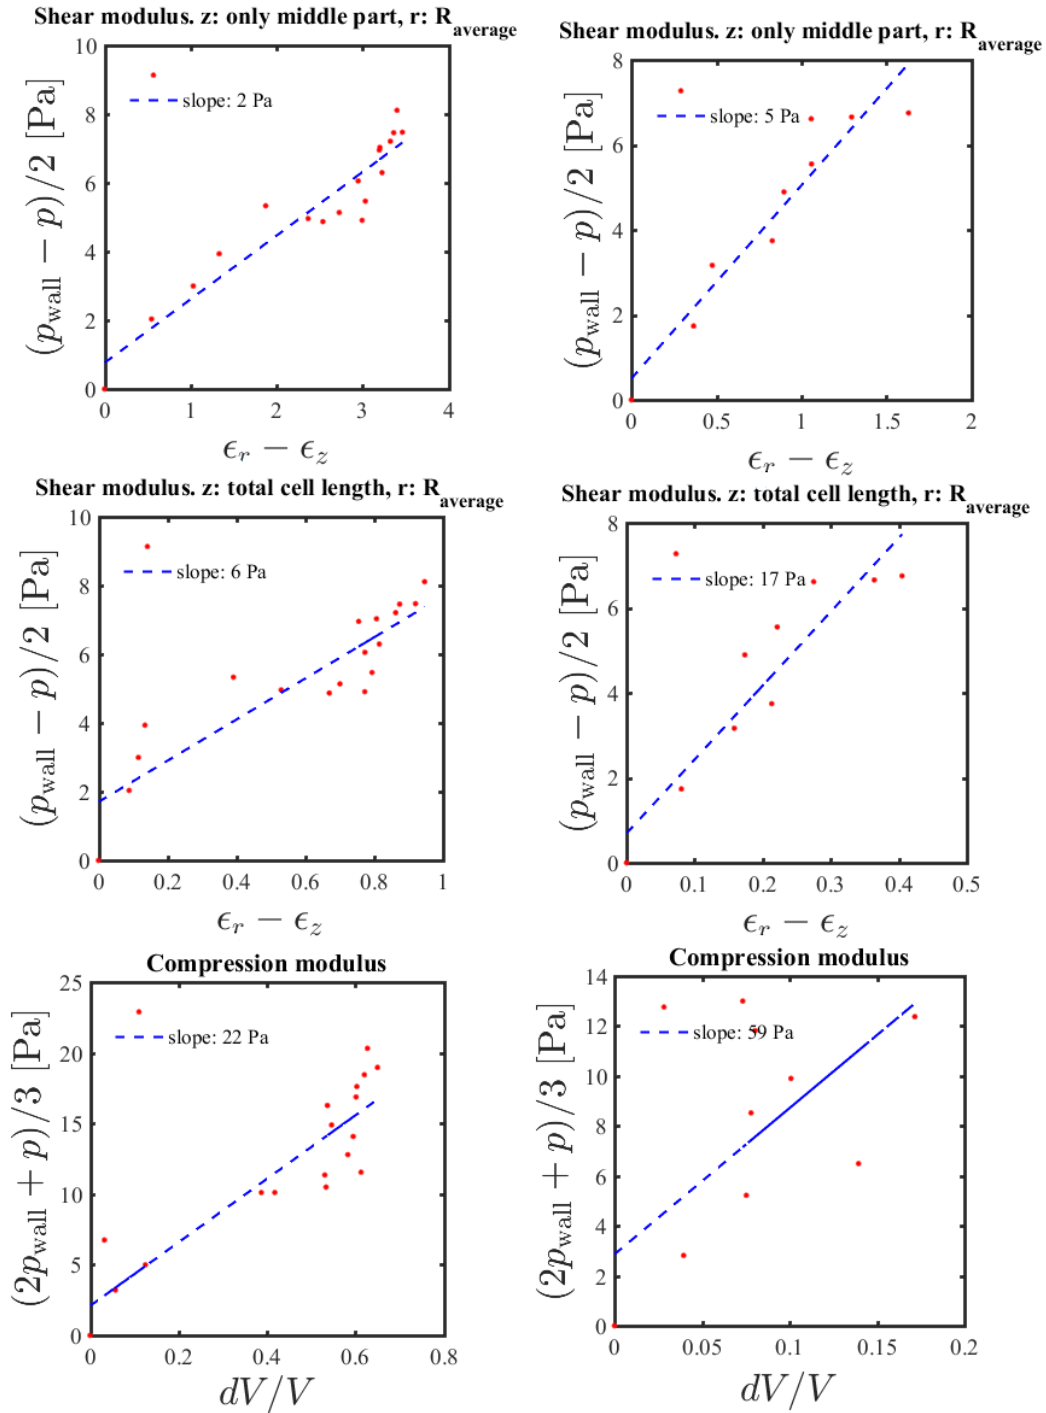 Shear modulus. z: only middle part, r: R_average
10
8
6
4
2
0
(p_wall − p)/2 [Pa]
slope: 2 Pa
0 1 2 3 4
ϵ_r − ϵ_z
Shear modulus. z: only middle part, r: R_average
8
6
4
2
0
(p_wall − p)/2 [Pa]
slope: 5 Pa
0 0.5 1 1.5 2
ϵ_r − ϵ_z
Shear modulus. z: total cell length, r: R_average
10
8
6
4
2
0
(p_wall − p)/2 [Pa]
slope: 6 Pa
0 0.2 0.4 0.6 0.8 1
ϵ_r − ϵ_z
Shear modulus. z: total cell length, r: R_average
8
6
4
2
0
(p_wall − p)/2 [Pa]
slope: 17 Pa
0 0.1 0.2 0.3 0.4 0.5
ϵ_r − ϵ_z
Compression modulus
25
20
15
10
5
0
(2p_wall + p)/3 [Pa]
slope: 22 Pa
0 0.2 0.4 0.6 0.8
dV/V
Compression modulus
14
12
10
8
6
4
2
0
(2p_wall + p)/3 [Pa]
slope: 59 Pa
0 0.05 0.1 0.15 0.2
dV/V